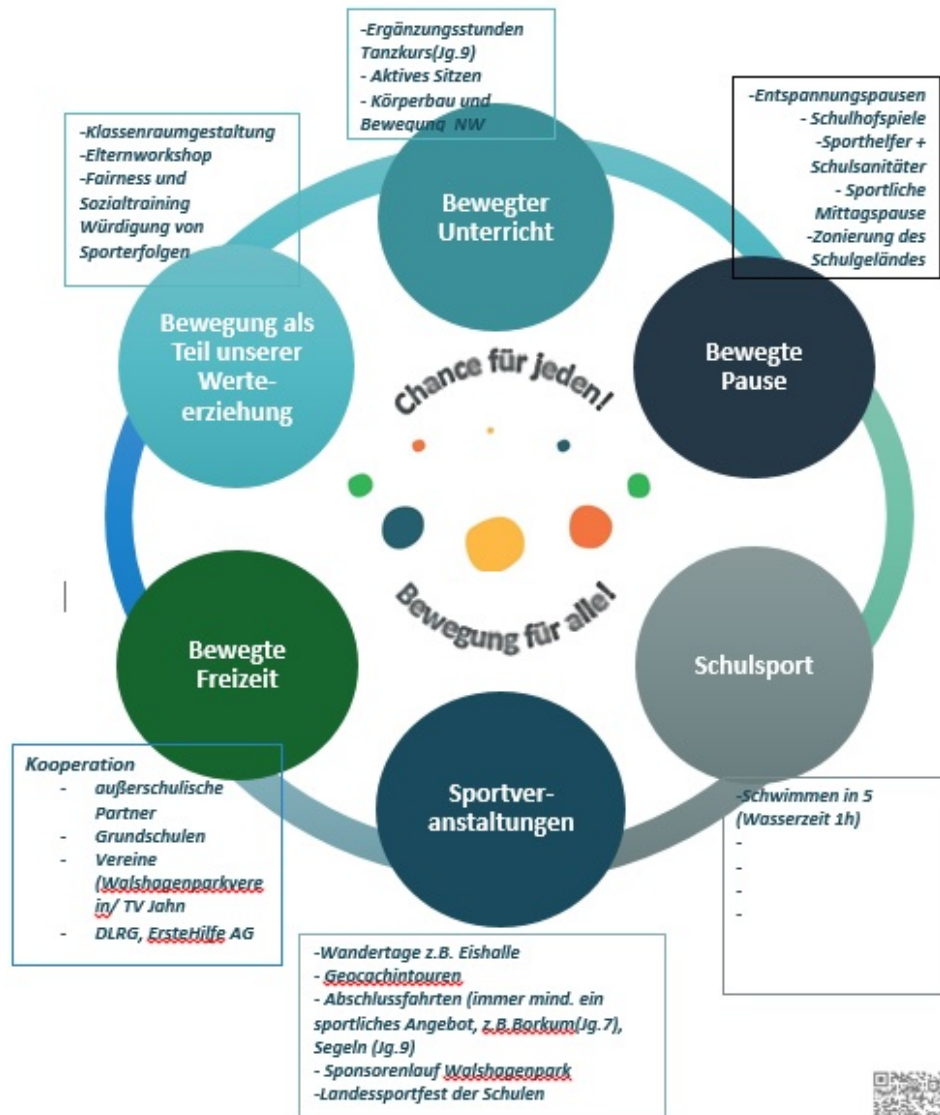 -Ergänzungsstunden
Tanzkurs(Jg.9)
- Aktives Sitzen
- Körperbau und
Bewegung NW
-Klassenraumgestaltung
-Elternworkshop
-Fairness und
Sozialtraining
Würdigung von
Sporterfolgen
-Entspannungspausen
- Schulhofspiele
-Sporthelfer +
Schulsanitäter
- Sportliche
Mittagspause
-Zonierung des
Schulgeländes
Bewegter
Unterricht
Bewegung als
Teil unserer
Werte-
erziehung
Bewegte
Pause
Chance für jeden!
Bewegung für alle!
Bewegte
Freizeit
Schulsport
Sportver-
anstaltungen
Kooperation
- außerschulische
Partner
- Grundschulen
- Vereine
(Walshagenparkvere
in/ TV Jahn
- DLRG, ErsteHilfe AG
-Schwimmen in 5
(Wasserzeit 1h)
-
-
-
-
-Wandertage z.B. Eishalle
- Geocachintouren
- Abschlussfahrten (immer mind. ein
sportliches Angebot, z.B.Borkum(Jg.7),
Segeln (Jg.9)
- Sponsorenlauf Walshagenpark
-Landessportfest der Schulen